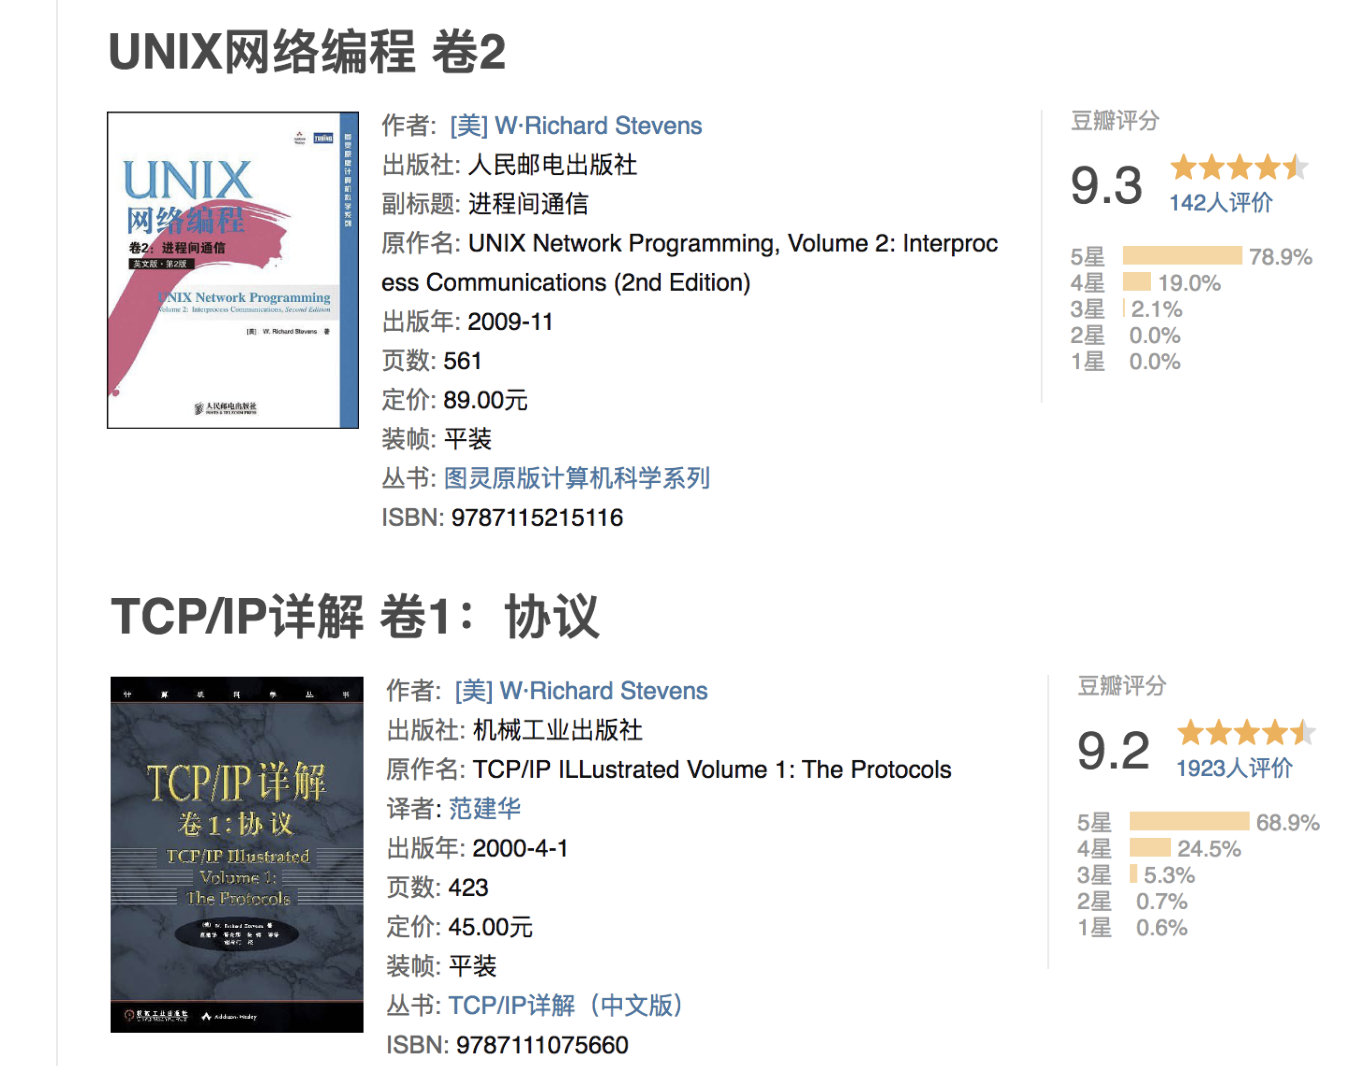 UNIX网络编程 卷2
UNIX
网络编程
卷2：进程间通信
英文版·第2版
UNIX Network Programming
Volume 2: Interprocess Communications, Second Edition
[美] W. Richard Stevens 著
人民邮电出版社
POSTS & TELECOM PRESS
TURING
图灵原版计算机科学系列
作者: [美] W·Richard Stevens
出版社: 人民邮电出版社
副标题: 进程间通信
原作名: UNIX Network Programming, Volume 2: Interproc
ess Communications (2nd Edition)
出版年: 2009-11
页数: 561
定价: 89.00元
装帧: 平装
丛书: 图灵原版计算机科学系列
ISBN: 9787115215116
豆瓣评分
9.3
142人评价
5星 78.9%
4星 19.0%
3星 2.1%
2星 0.0%
1星 0.0%
TCP/IP详解 卷1：协议
计算机科学丛书
TCP/IP详解
卷1:协议
TCP/IP Illustrated
Volume 1:
The Protocols
(美) W. Richard Stevens 著
机械工业出版社
Addison-Wesley
作者: [美] W·Richard Stevens
出版社: 机械工业出版社
原作名: TCP/IP ILLustrated Volume 1: The Protocols
译者: 范建华
出版年: 2000-4-1
页数: 423
定价: 45.00元
装帧: 平装
丛书: TCP/IP详解（中文版）
ISBN: 9787111075660
豆瓣评分
9.2
1923人评价
5星 68.9%
4星 24.5%
3星 5.3%
2星 0.7%
1星 0.6%